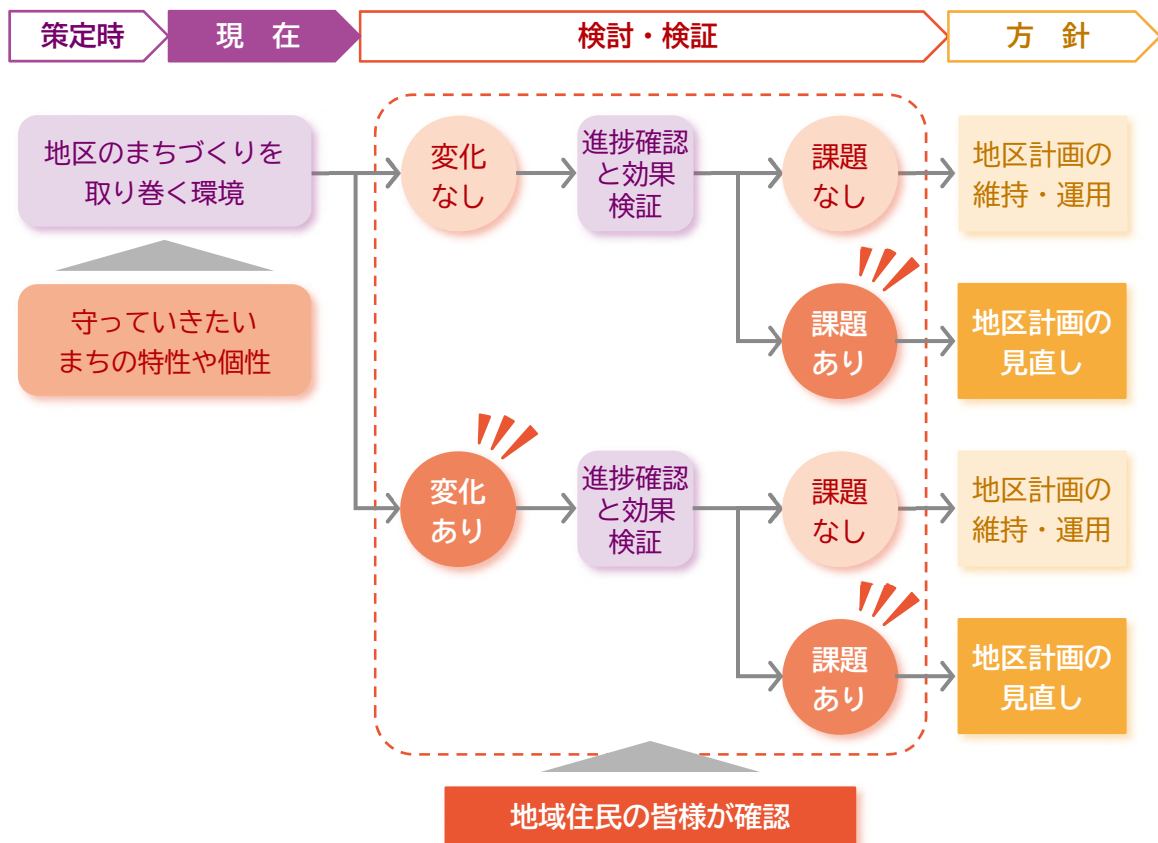 策定時
現　在
検討・検証
方　針
地区のまちづくりを
取り巻く環境
守っていきたい
まちの特性や個性
変化
なし
進捗確認
と効果
検証
課題
なし
地区計画の
維持・運用
課題
あり
地区計画の
見直し
変化
あり
進捗確認
と効果
検証
課題
なし
地区計画の
維持・運用
課題
あり
地区計画の
見直し
地域住民の皆様が確認